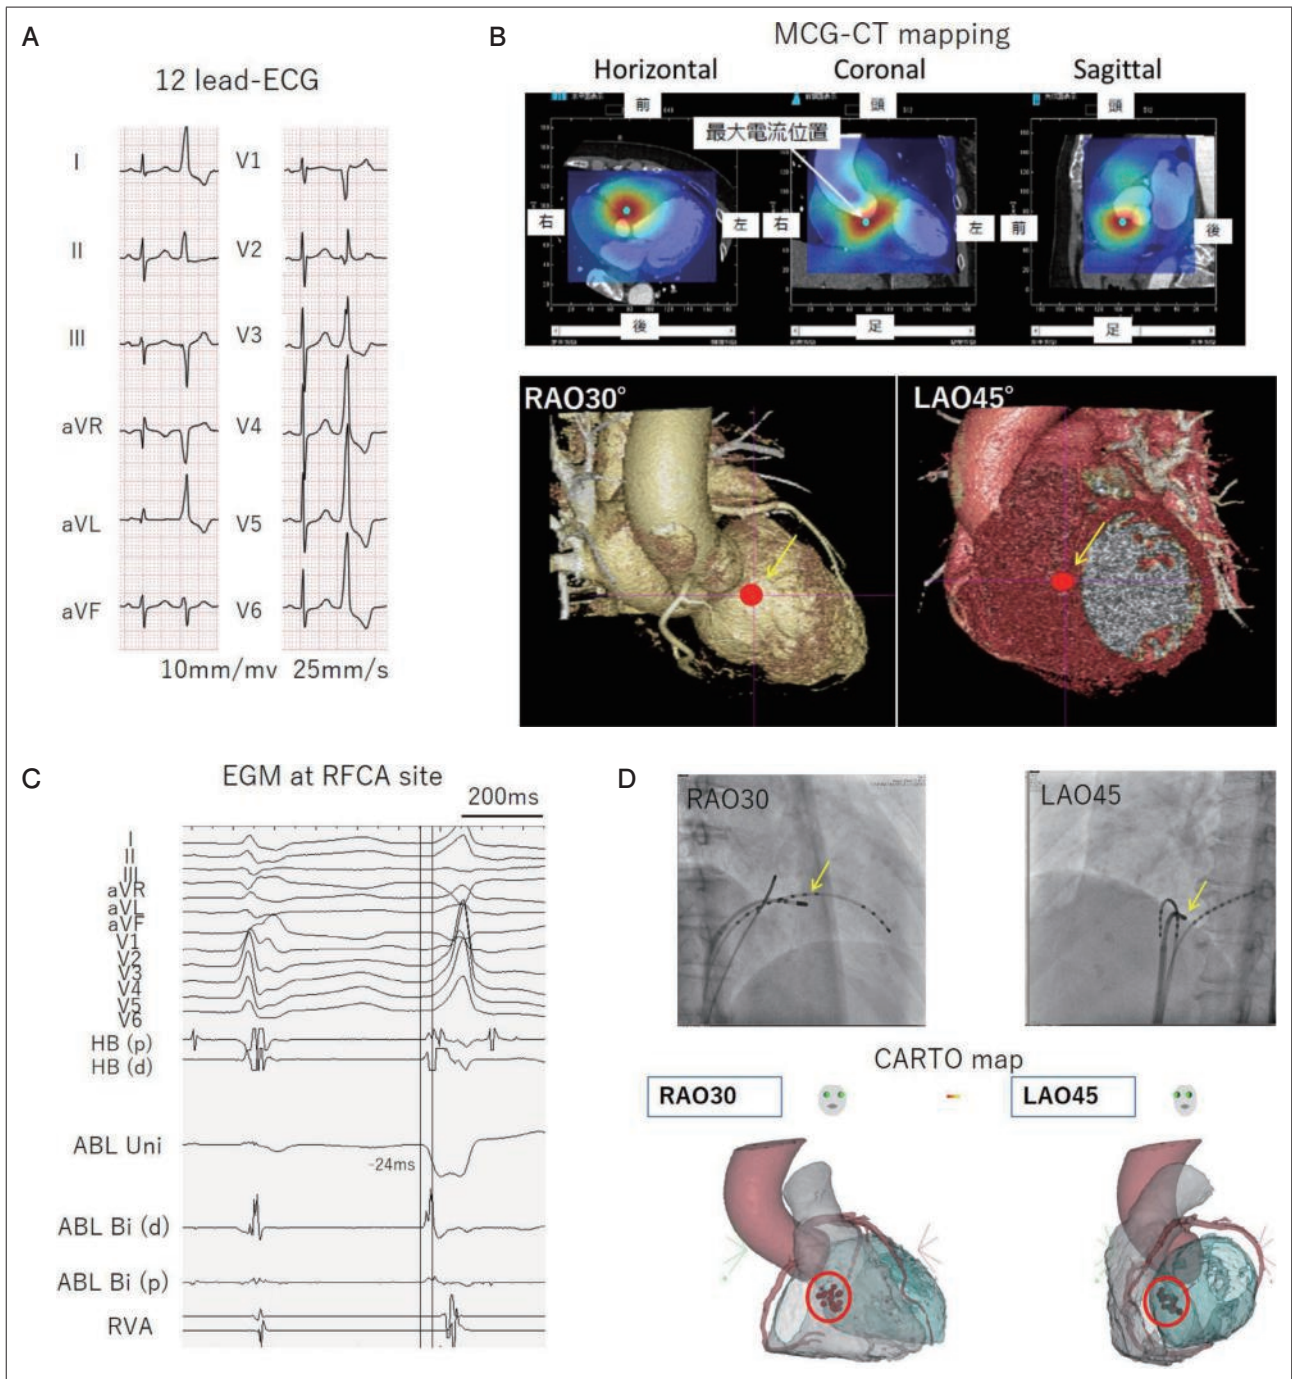 A
12 lead-ECG
I
II
III
aVR
aVL
aVF
V1
V2
V3
V4
V5
V6
10mm/mv 25mm/s
B
MCG-CT mapping
Horizontal Coronal Sagittal
前 頭 頭
最大電流位置
右 左 右 左 前 後
後 足 足
RAO30° LAO45°
C
EGM at RFCA site
200ms
I
II
III
aVR
aVL
aVF
V1
V2
V3
V4
V5
V6
HB (p)
HB (d)
ABL Uni
-24ms
ABL Bi (d)
ABL Bi (p)
RVA
D
RAO30 LAO45
CARTO map
RAO30 LAO45